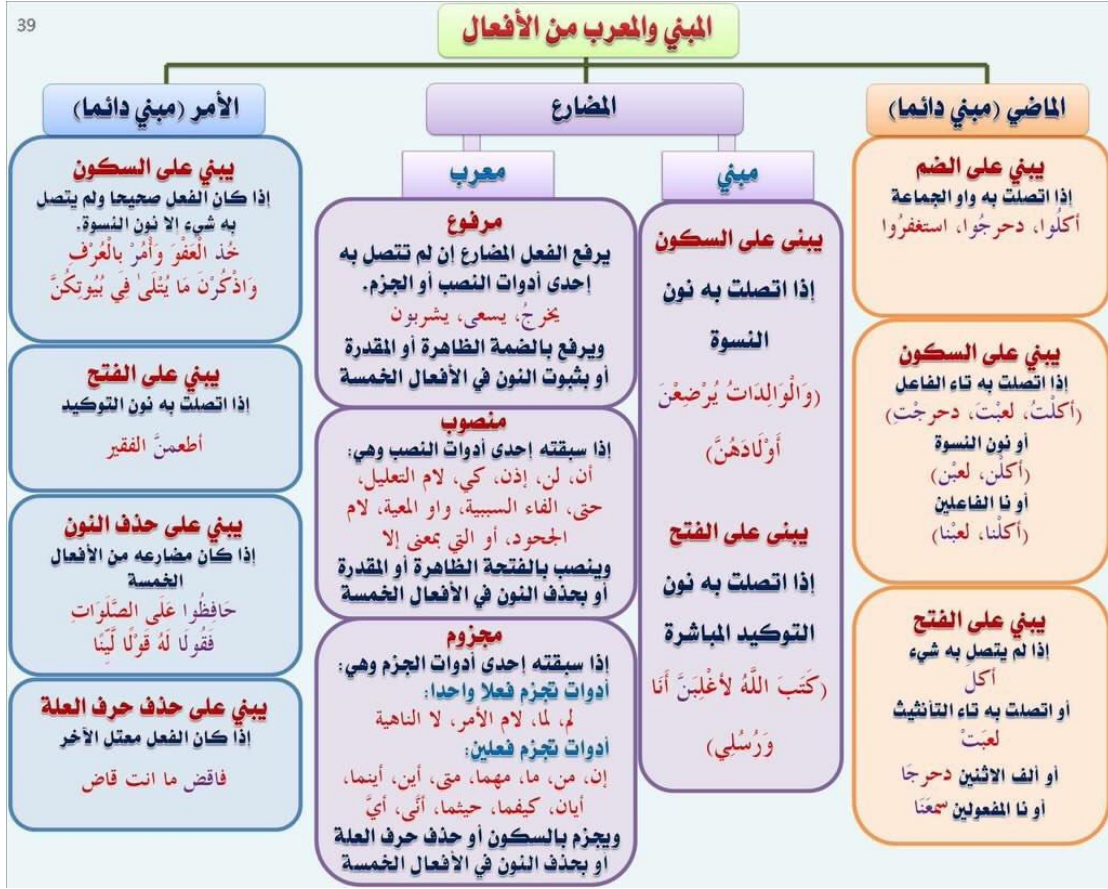 39
المبني والمعرب من الأفعال
الماضي (مبني دائما)
يبني على الضم
إذا اتصلت به واو الجماعة
أكلُوا، دحرجُوا، استغفرُوا
يبني على السكون
إذا اتصلت به تاء الفاعل
(أكلْتُ، لعبْتَ، دحرجْتِ)
أو نون النسوة
(أكلْن، لعبْن)
أو نا الفاعلين
(أكلْنا، لعبْنا)
يبني على الفتح
إذا لم يتصل به شيء
أكلَ
أو اتصلت به تاء التأنثيث
لعبَتْ
أو ألف الاثنين دحرجَا
أو نا المفعولين سمعَنَا
المضارع
مبني
يبنى على السكون
إذا اتصلت به نون
النسوة
(وَالْوَالِدَاتُ يُرْضِعْنَ
أَوْلَادَهُنَّ)
يبنى على الفتح
إذا اتصلت به نون
التوكيد المباشرة
(كَتَبَ اللَّهُ لأَغْلِبَنَّ أَنَا
وَرُسُلِي)
معرب
مرفوع
يرفع الفعل المضارع إن لم تتصل به
إحدى أدوات النصب أو الجزم.
يخرجُ، يسعى، يشربون
ويرفع بالضمة الظاهرة أو المقدرة
أو بثبوت النون في الأفعال الخمسة
منصوب
إذا سبقته إحدى أدوات النصب وهي:
أن، لن، إذن، كي، لام التعليل،
حتى، الفاء السببية، واو المعية، لام
الجحود، أو التي بمعنى إلا
وينصب بالفتحة الظاهرة أو المقدرة
أو بحذف النون في الأفعال الخمسة
مجزوم
إذا سبقته إحدى أدوات الجزم وهي:
أدوات تجزم فعلا واحدا:
لم، لما، لام الأمر، لا الناهية
أدوات تجزم فعلين:
إن، من، ما، مهما، متى، أين، أينما،
أيان، كيفما، حيثما، أنَّى، أيَّ
ويجزم بالسكون أو حذف حرف العلة
أو بحذف النون في الأفعال الخمسة
الأمر (مبني دائما)
يبني على السكون
إذا كان الفعل صحيحا ولم يتصل
به شيء إلا نون النسوة.
خُذِ الْعَفْوَ وَأْمُرْ بِالْعُرْفِ
وَاذْكُرْنَ مَا يُتْلَىٰ فِي بُيُوتِكُنَّ
يبني على الفتح
إذا اتصلت به نون التوكيد
أطعمنَّ الفقير
يبني على حذف النون
إذا كان مضارعه من الأفعال
الخمسة
حَافِظُوا عَلَى الصَّلَوَاتِ
فَقُولَا لَهُ قَوْلًا لَّيِّنًا
يبني على حذف حرف العلة
إذا كان الفعل معتل الآخر
فاقض ما انت قاض